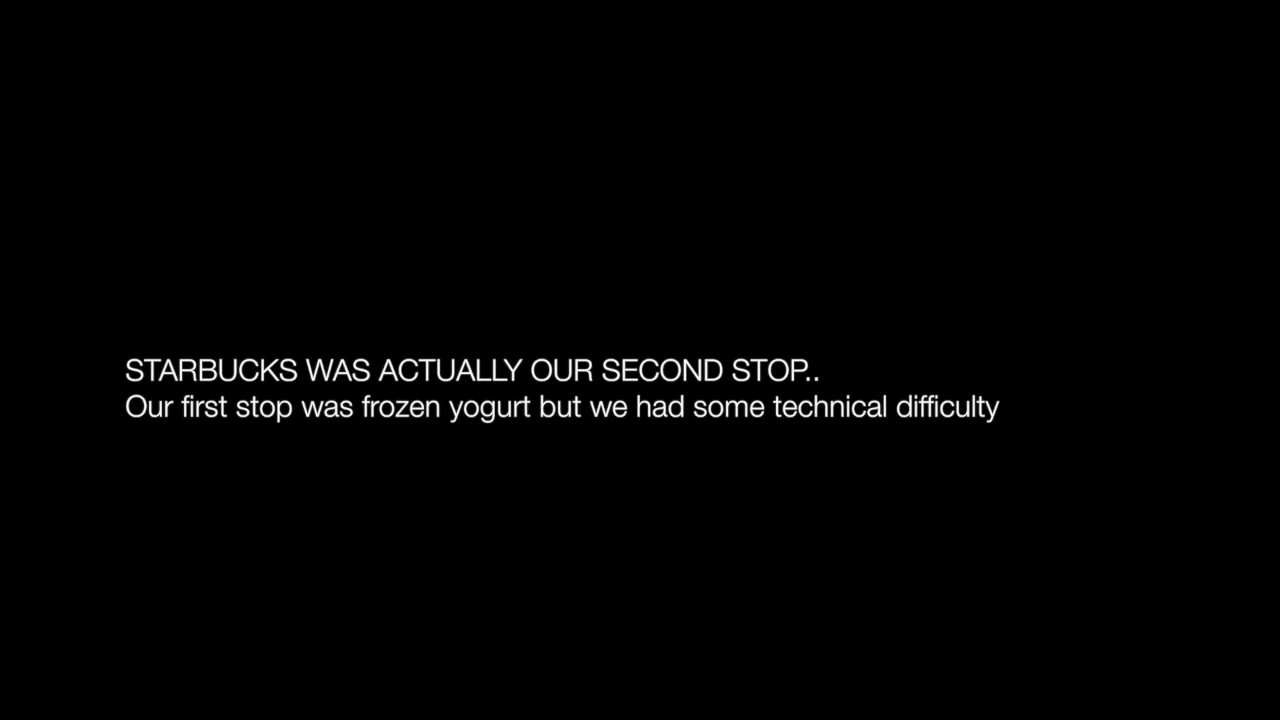 STARBUCKS WAS ACTUALLY OUR SECOND STOP..
Our first stop was frozen yogurt but we had some technical difficulty